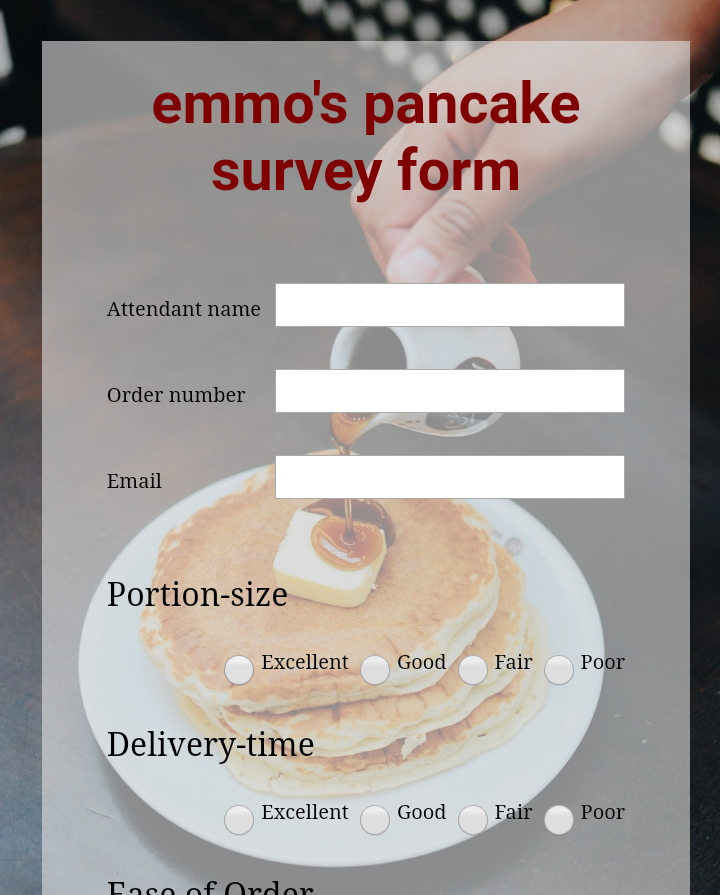 emmo's pancake
survey form
Attendant name
Order number
Email
Portion-size
Excellent Good Fair Poor
Delivery-time
Excellent Good Fair Poor
Ease of Order